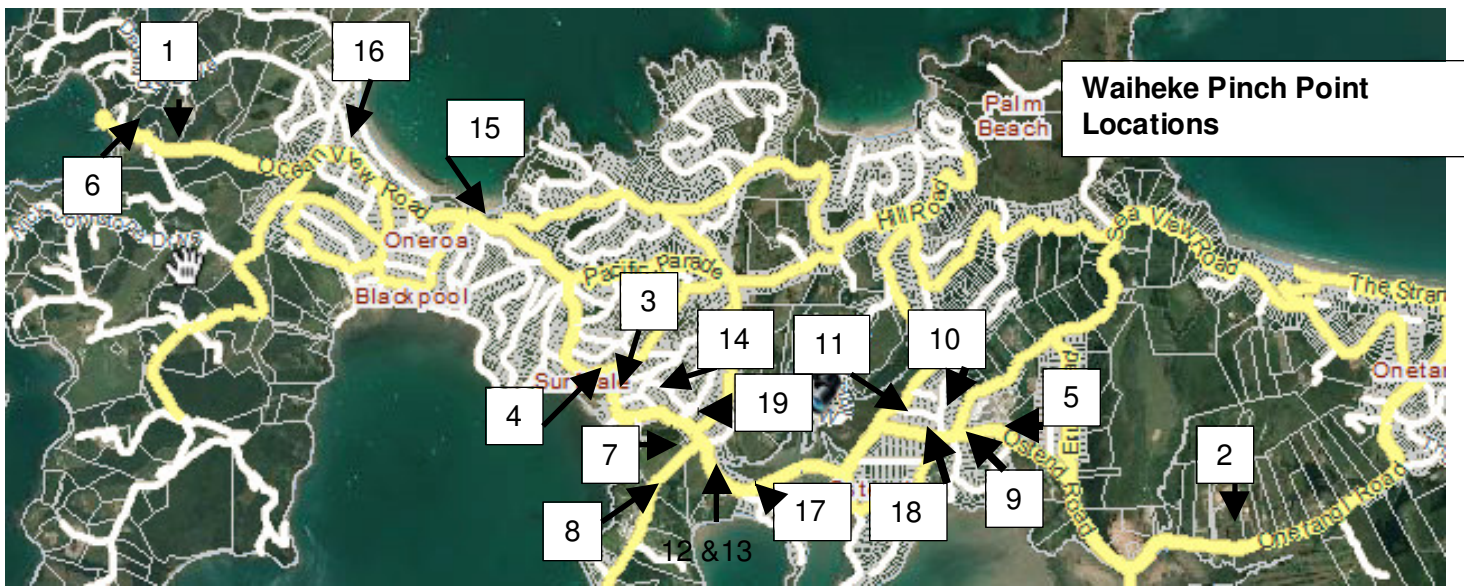 1
16
Waiheke Pinch Point
Locations
Palm
Beach
15
6
Ocean View Road
Hill Road
Sea View Road
Oneroa
Pacific Parade
The Stran
Blackpool
3
14
11
10
Onetan
4
19
5
7
Ostend Road
2
8
17
18
9
Onetangi Road
12 &13